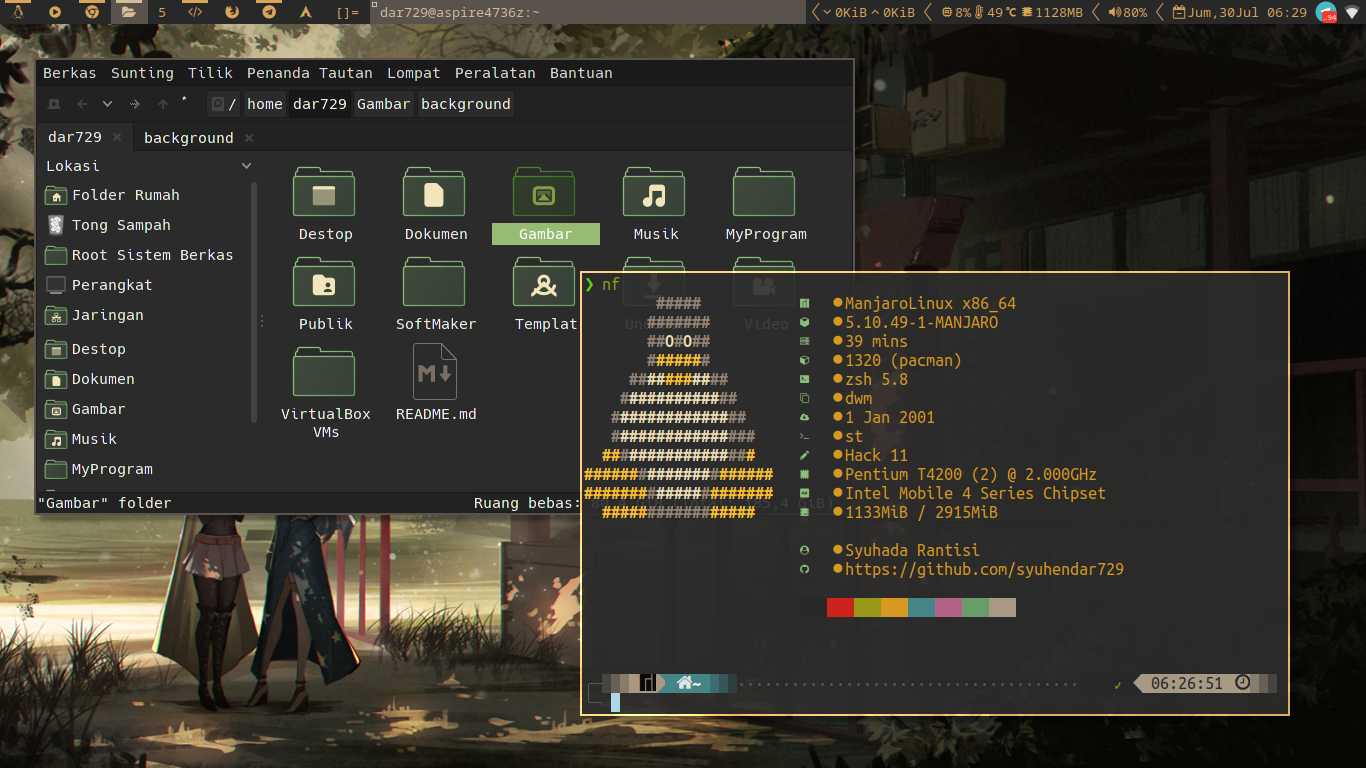 5 </> []= dar729@aspire4736z:~ 0KiB 0KiB 8% 49℃ 1128MB 80% Jum,30Jul 06:29 94
Berkas Sunting Tilik Penanda Tautan Lompat Peralatan Bantuan
* / home dar729 Gambar background
dar729 × background ×
Lokasi
Folder Rumah
Tong Sampah
Root Sistem Berkas
Perangkat
Jaringan
Destop
Dokumen
Gambar
Musik
MyProgram
Destop Dokumen Gambar Musik MyProgram
Publik SoftMaker Templat Video
VirtualBox VMs README.md
M
"Gambar" folder Ruang bebas:
❯ nf
#####
#######
##O#O##
#######
###########
#############
###############
################
#################
#####################
#####################
#################
ManjaroLinux x86_64
5.10.49-1-MANJARO
39 mins
1320 (pacman)
zsh 5.8
dwm
1 Jan 2001
st
Hack 11
Pentium T4200 (2) @ 2.000GHz
Intel Mobile 4 Series Chipset
1133MiB / 2915MiB
Syuhada Rantisi
https://github.com/syuhendar729
~ ✓ 06:26:51